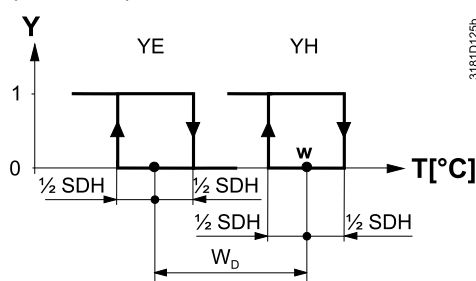 Y
YE
YH
3181D125b
1
w
0
T[°C]
½ SDH
½ SDH
½ SDH
½ SDH
W_D